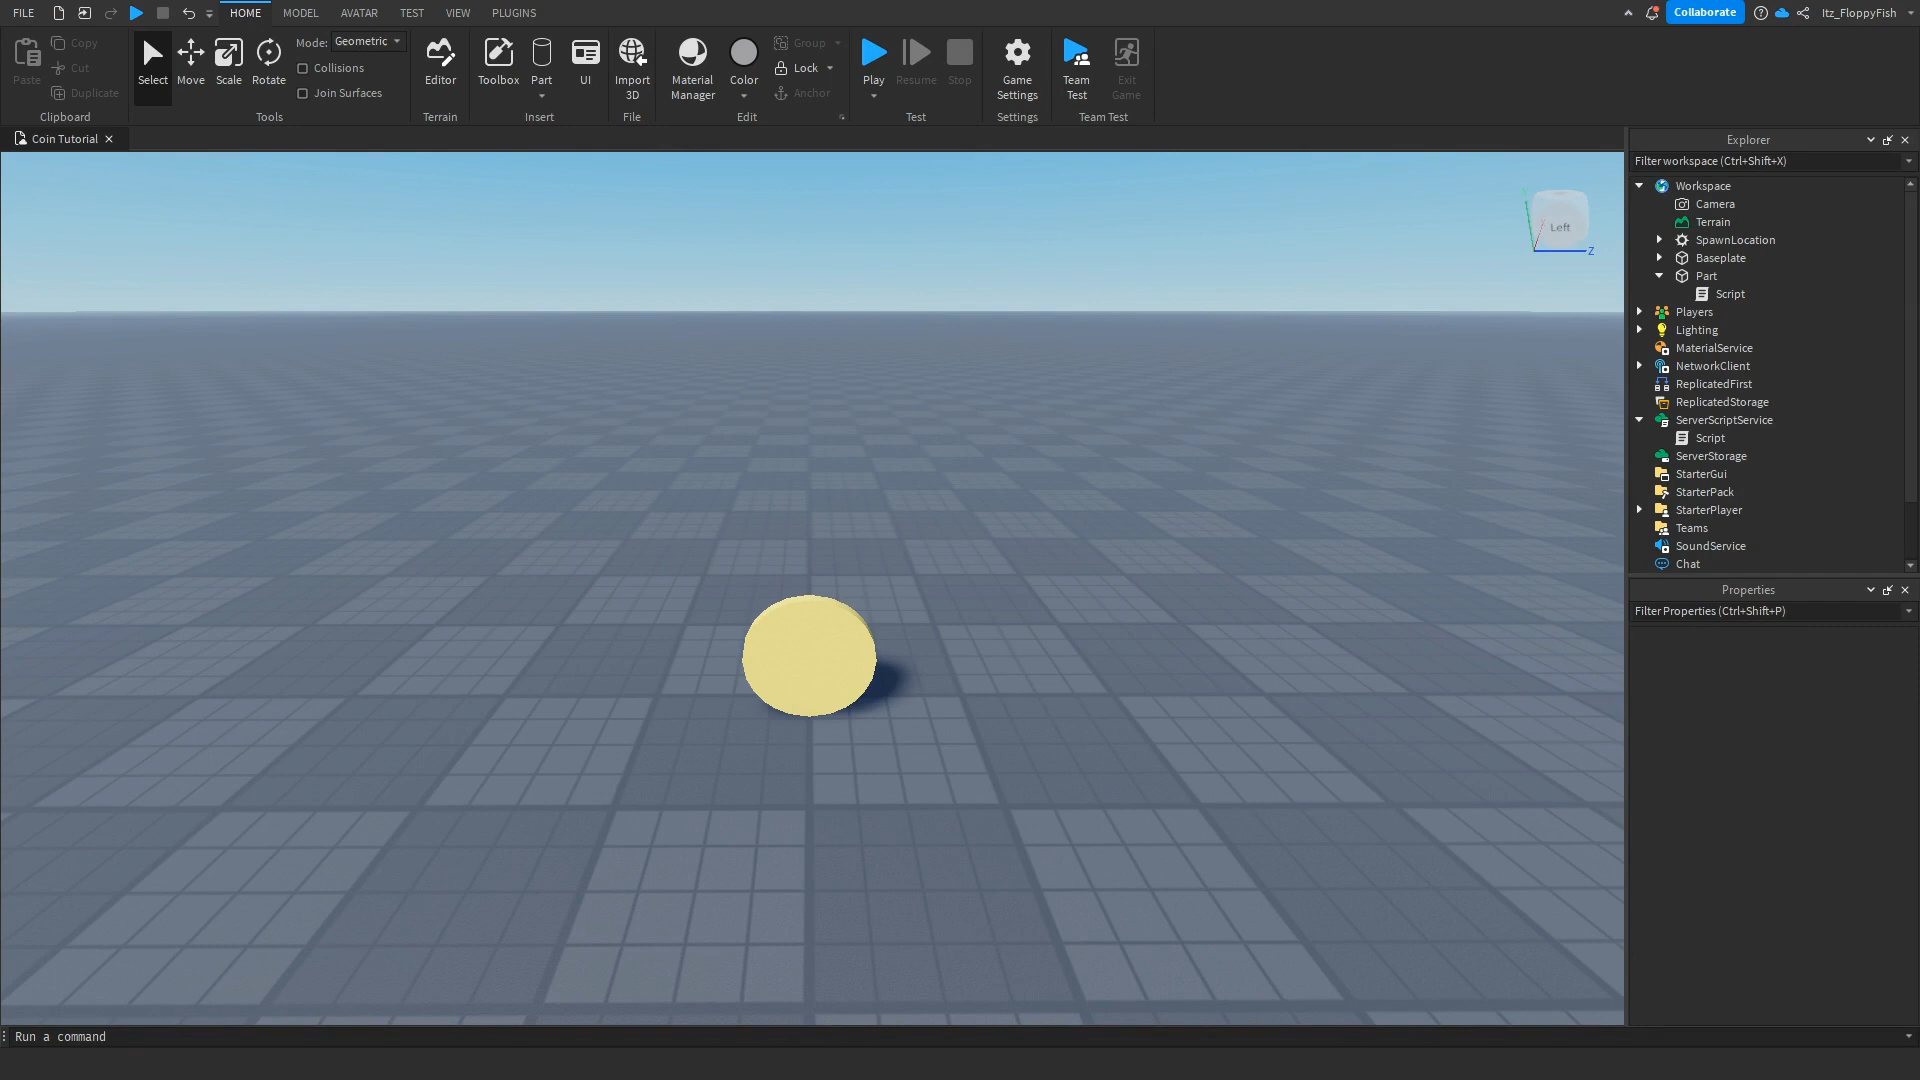 FILE
HOME
MODEL
AVATAR
TEST
VIEW
PLUGINS
Collaborate
Itz_FloppyFish
Paste
Copy
Cut
Duplicate
Clipboard
Select
Move
Scale
Rotate
Mode: Geometric
Collisions
Join Surfaces
Tools
Editor
Terrain
Toolbox
Part
UI
Insert
Import
3D
File
Material
Manager
Color
Group
Lock
Anchor
Edit
Play
Resume
Stop
Test
Game
Settings
Settings
Team
Test
Exit
Game
Team Test
Coin Tutorial
Left
Z
Explorer
Filter workspace (Ctrl+Shift+X)
Workspace
Camera
Terrain
SpawnLocation
Baseplate
Part
Script
Players
Lighting
MaterialService
NetworkClient
ReplicatedFirst
ReplicatedStorage
ServerScriptService
Script
ServerStorage
StarterGui
StarterPack
StarterPlayer
Teams
SoundService
Chat
Properties
Filter Properties (Ctrl+Shift+P)
Run a command